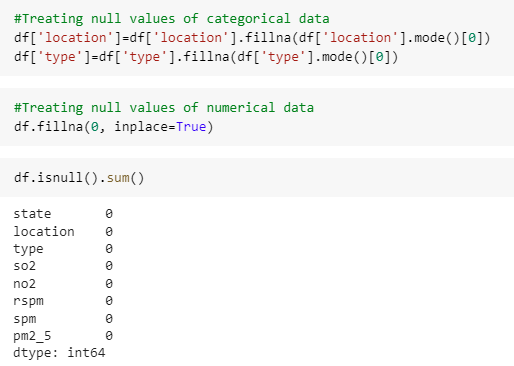 #Treating null values of categorical data
df['location']=df['location'].fillna(df['location'].mode()[0])
df['type']=df['type'].fillna(df['type'].mode()[0])
#Treating null values of numerical data
df.fillna(0, inplace=True)
df.isnull().sum()
state 0
location 0
type 0
so2 0
no2 0
rspm 0
spm 0
pm2_5 0
dtype: int64